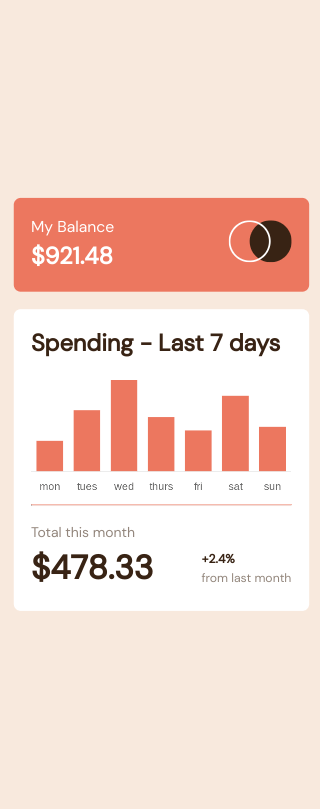 My Balance
$921.48
Spending - Last 7 days
mon tues wed thurs fri sat sun
Total this month
$478.33
+2.4%
from last month